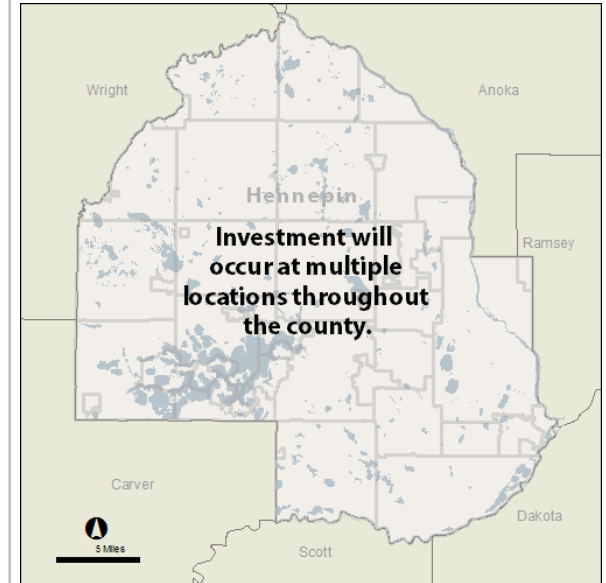 Wright
Anoka
Hennepin
Investment will
occur at multiple
locations throughout
the county.
Ramsey
Carver
5 Miles
Scott
Dakota